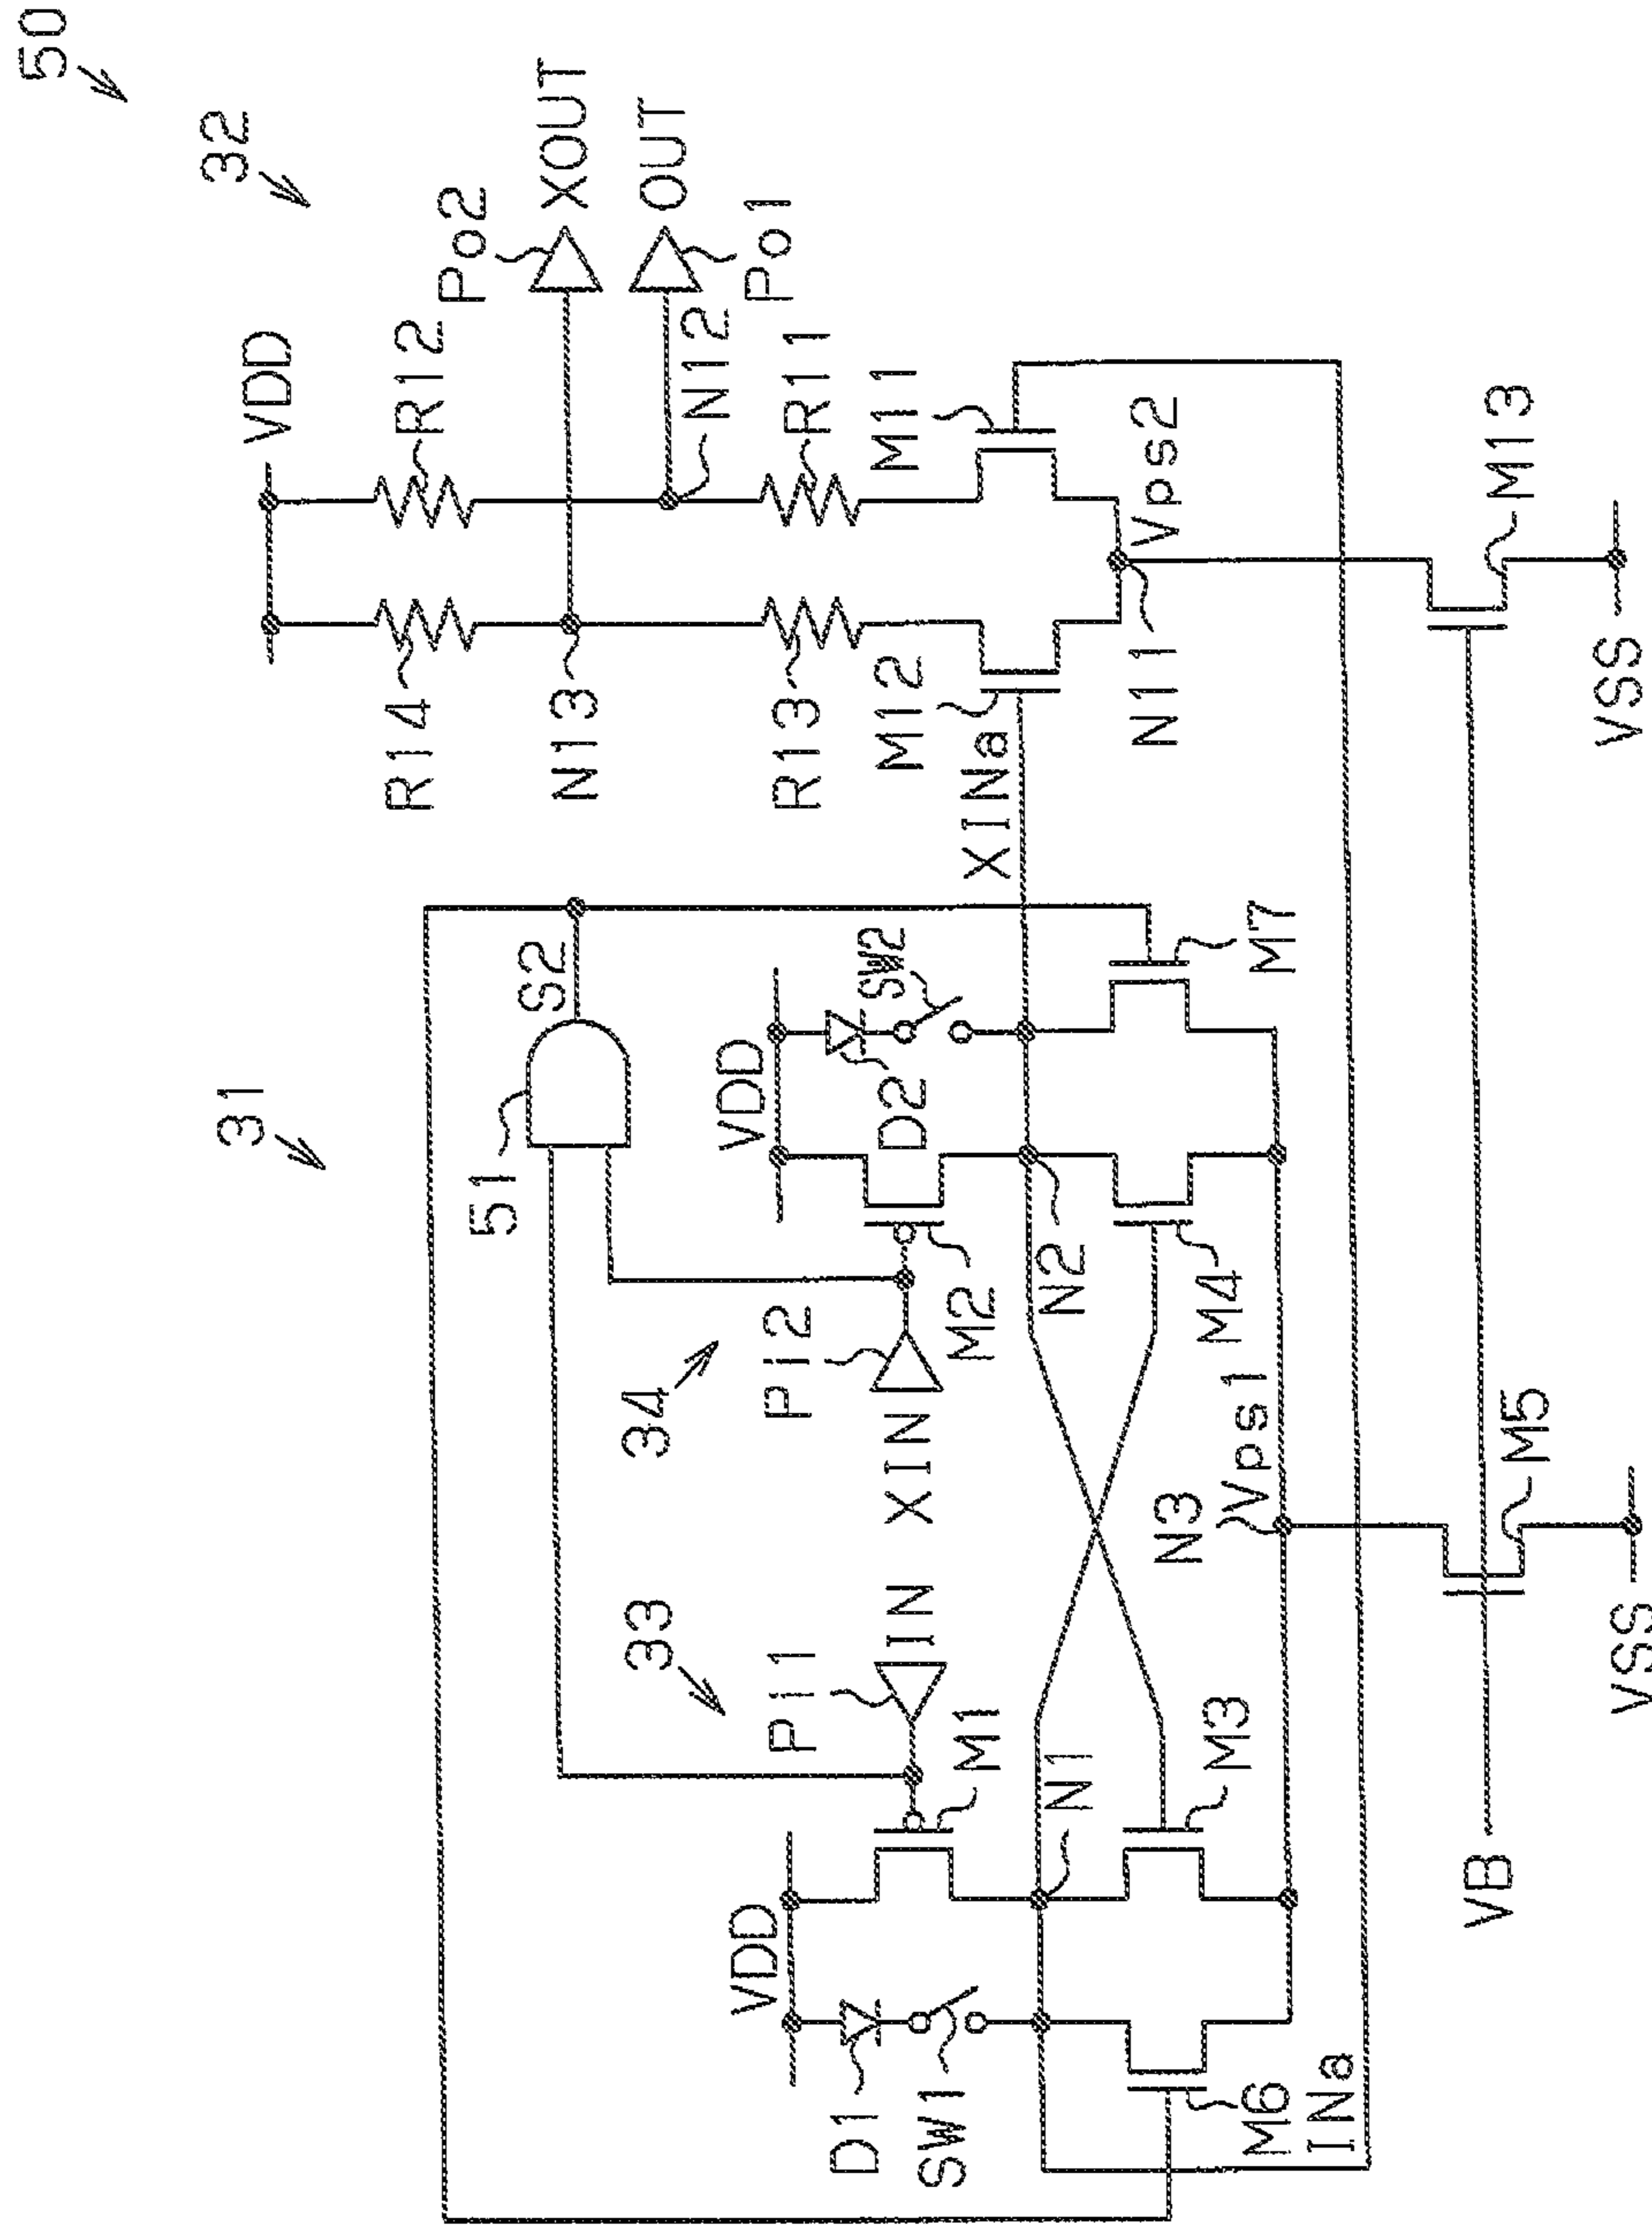 50
32
31
VDD
R12
R14
Po2
XOUT
OUT
Po1
N12
N13
R11
R13
M11
M12
XINa
Vps2
N11
M13
VSS
S2
51
VDD
SW2
D2
34
Pi2
XIN
M2
N2
M4
M7
33
Pi1
IN
M1
N1
M3
N3
Vps1
M5
VSS
VB
VDD
D1
SW1
M6
INa